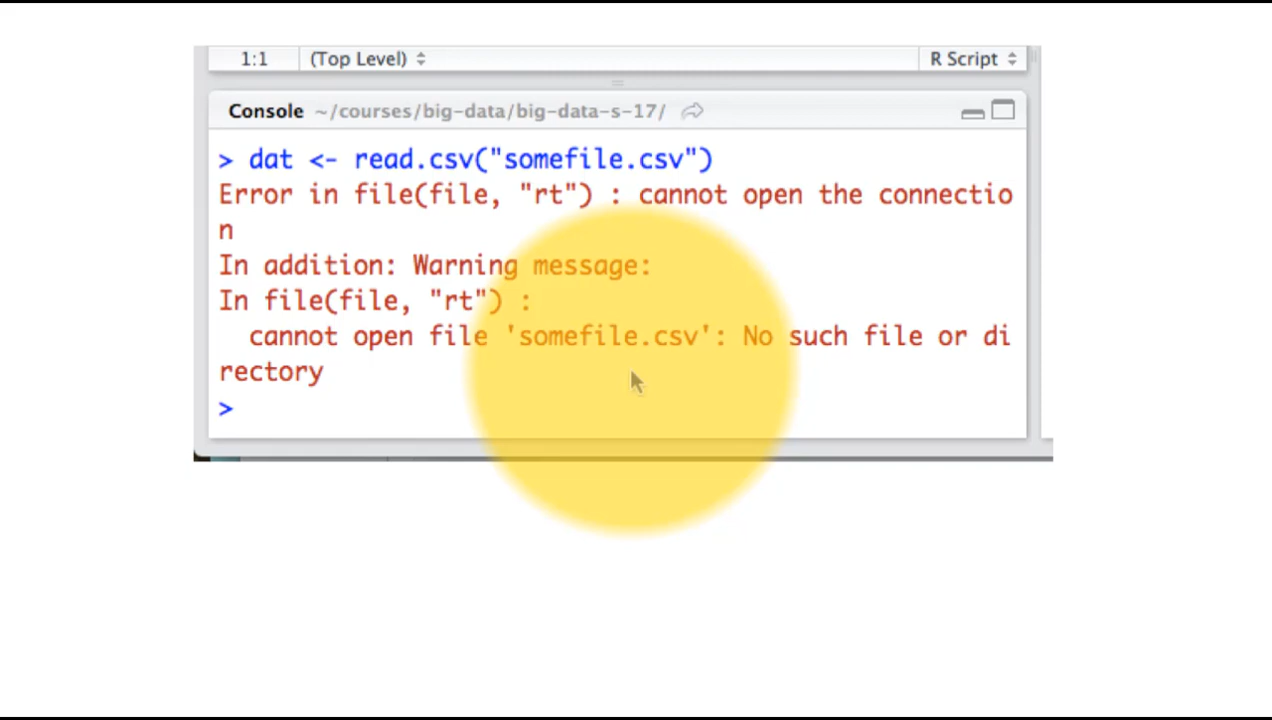 1:1 (Top Level) R Script
Console ~/courses/big-data/big-data-s-17/
> dat <- read.csv("somefile.csv")
Error in file(file, "rt") : cannot open the connectio
n
In addition: Warning message:
In file(file, "rt") :
  cannot open file 'somefile.csv': No such file or di
rectory
>